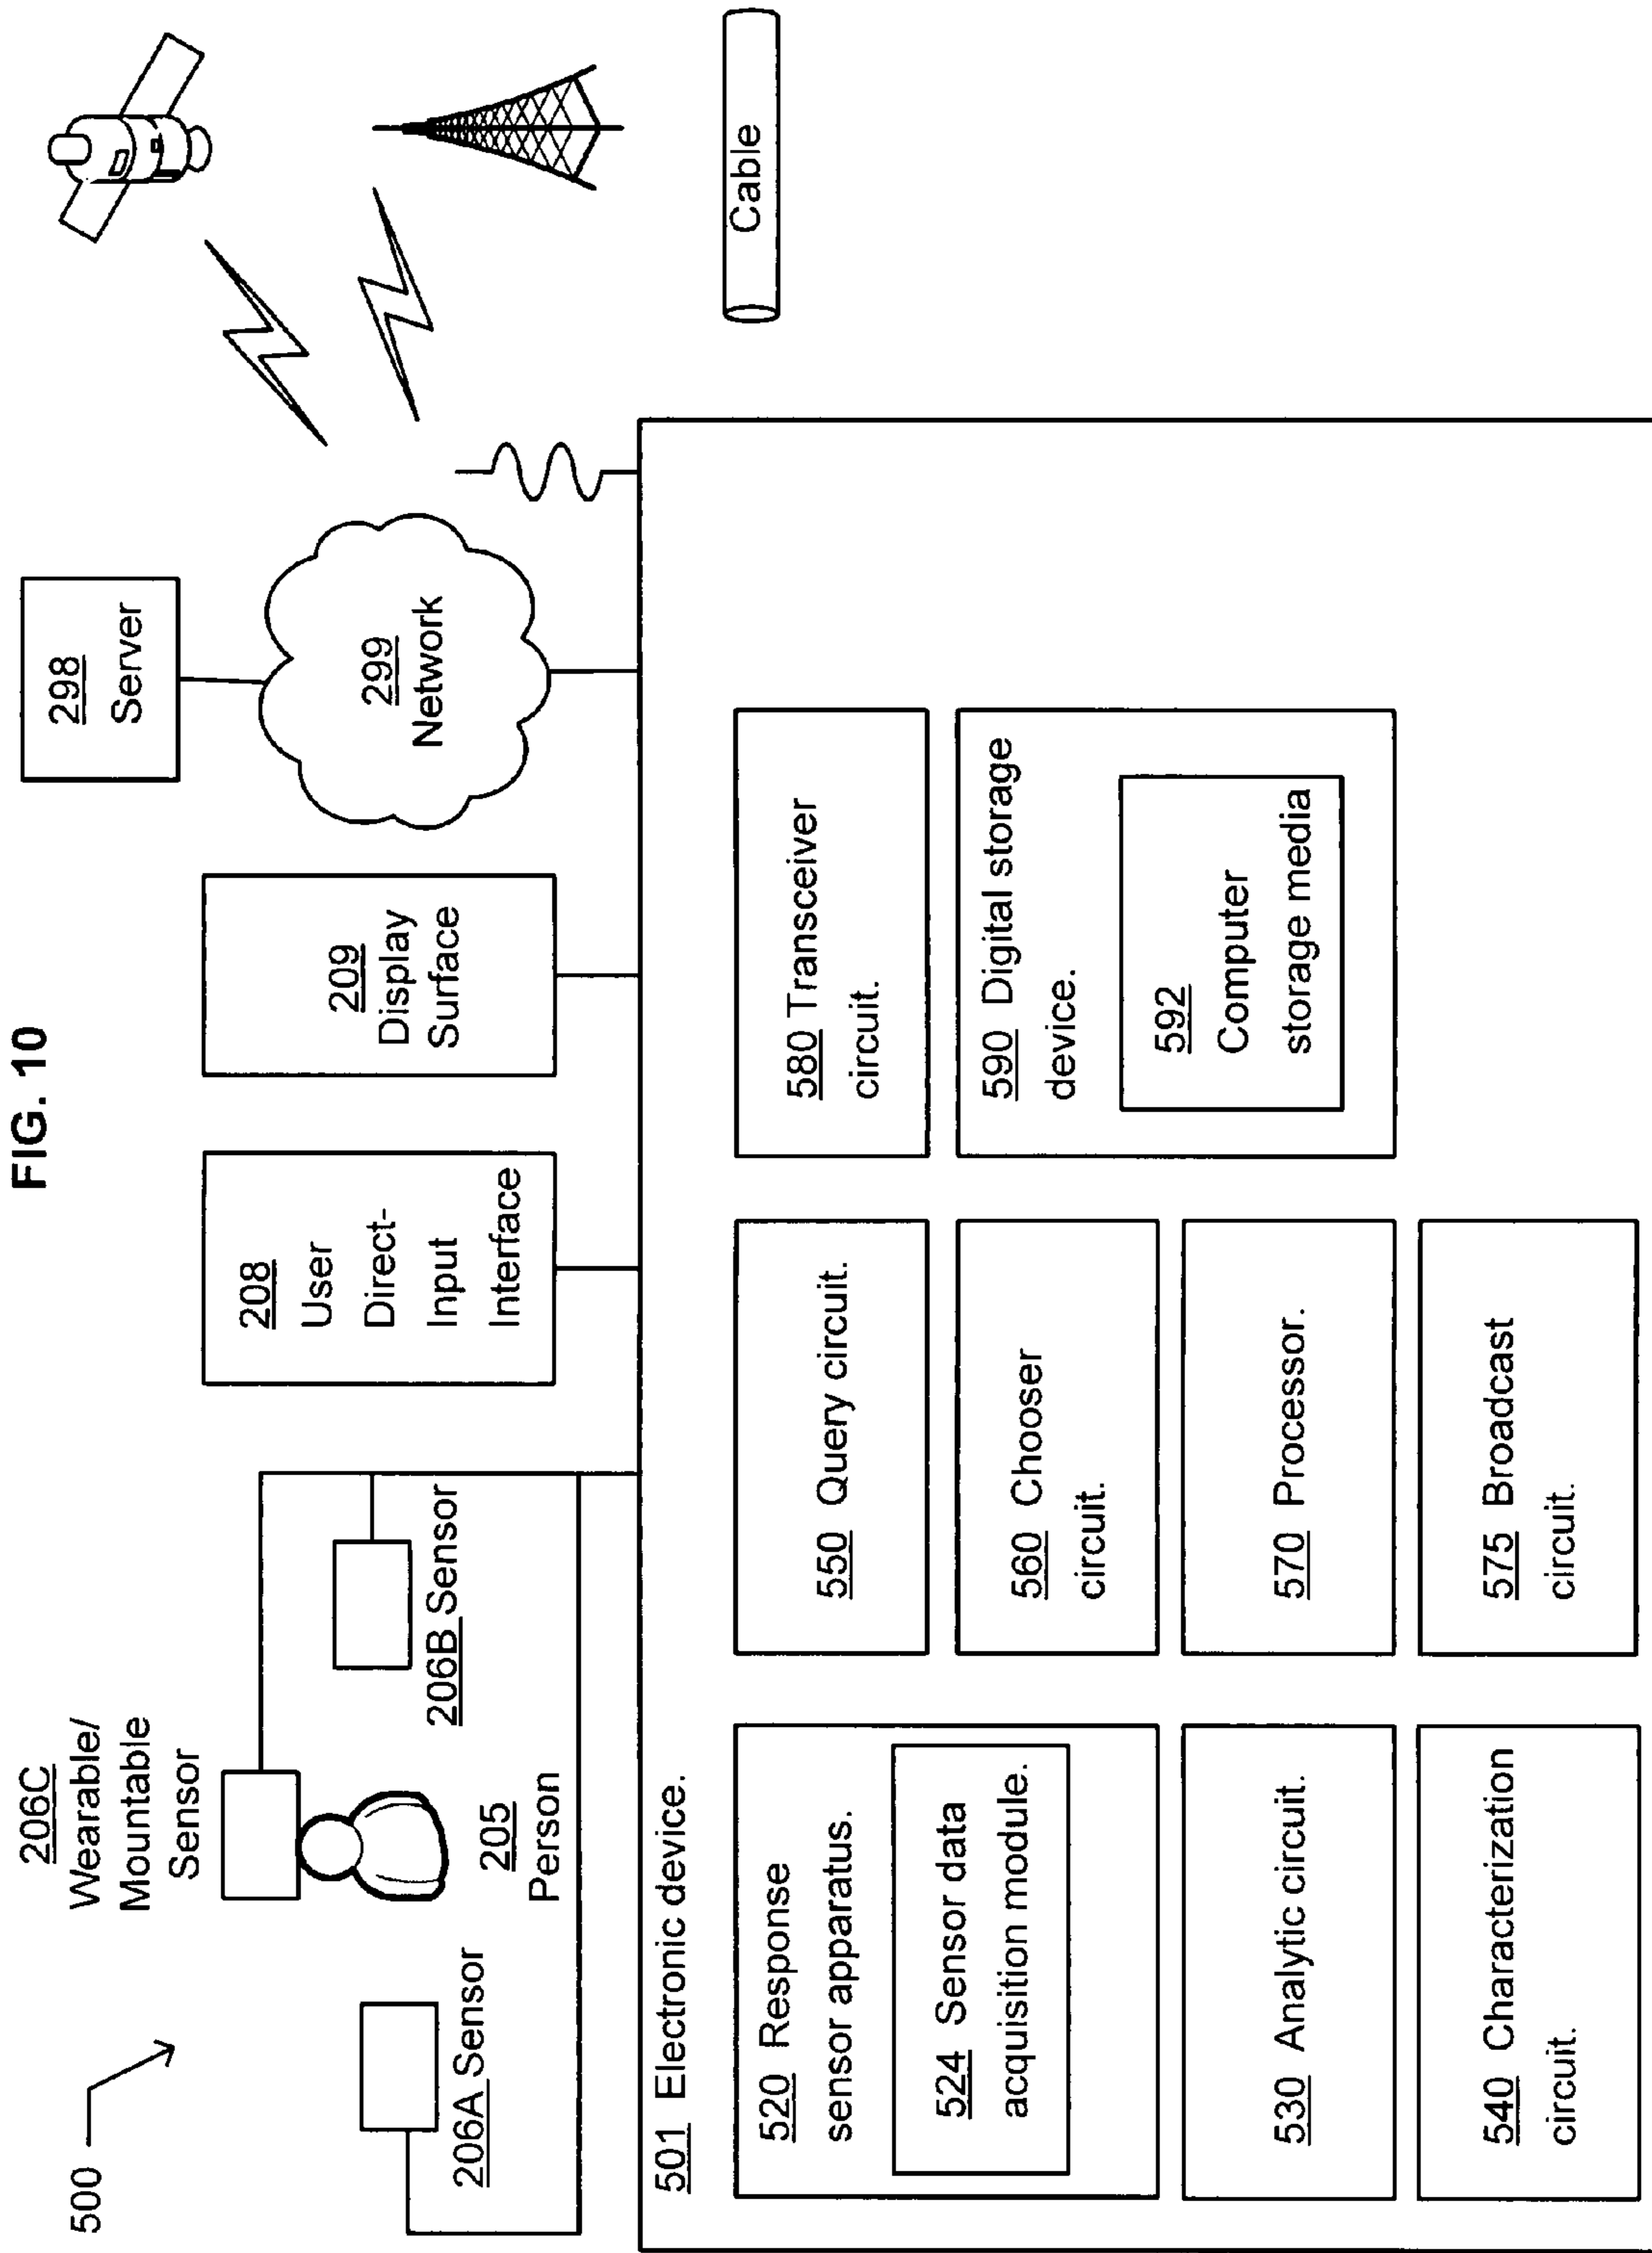 FIG. 10
500
206C
Wearable/
Mountable
Sensor
206A Sensor
206B Sensor
205
Person
208
User
Direct-
Input
Interface
209
Display
Surface
298
Server
299
Network
Cable
501 Electronic device.
520 Response
sensor apparatus.
524 Sensor data
acquisition module.
530 Analytic circuit.
540 Characterization
circuit.
550 Query circuit.
560 Chooser
circuit.
570 Processor.
575 Broadcast
circuit.
580 Transceiver
circuit.
590 Digital storage
device.
592
Computer
storage media